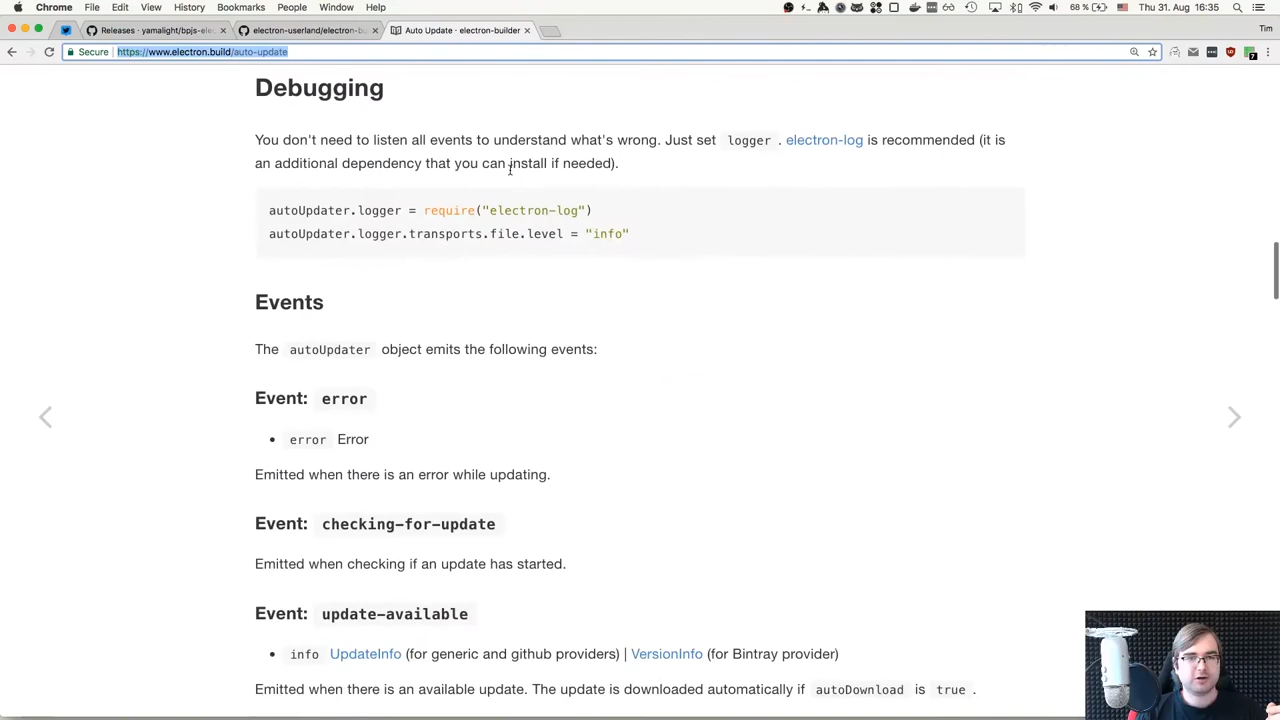 Chrome File Edit View History Bookmarks People Window Help 68 % Thu 31. Aug 16:35
Releases · yamalight/bpjs-ele electron-userland/electron-bu Auto Update · electron-builder Tim
Secure https://www.electron.build/auto-update 7
Debugging
You don't need to listen all events to understand what's wrong. Just set logger . electron-log is recommended (it is
an additional dependency that you can install if needed).
autoUpdater.logger = require("electron-log")
autoUpdater.logger.transports.file.level = "info"
Events
The autoUpdater object emits the following events:
Event: error
• error Error
Emitted when there is an error while updating.
Event: checking-for-update
Emitted when checking if an update has started.
Event: update-available
• info UpdateInfo (for generic and github providers) | VersionInfo (for Bintray provider)
Emitted when there is an available update. The update is downloaded automatically if autoDownload is true .